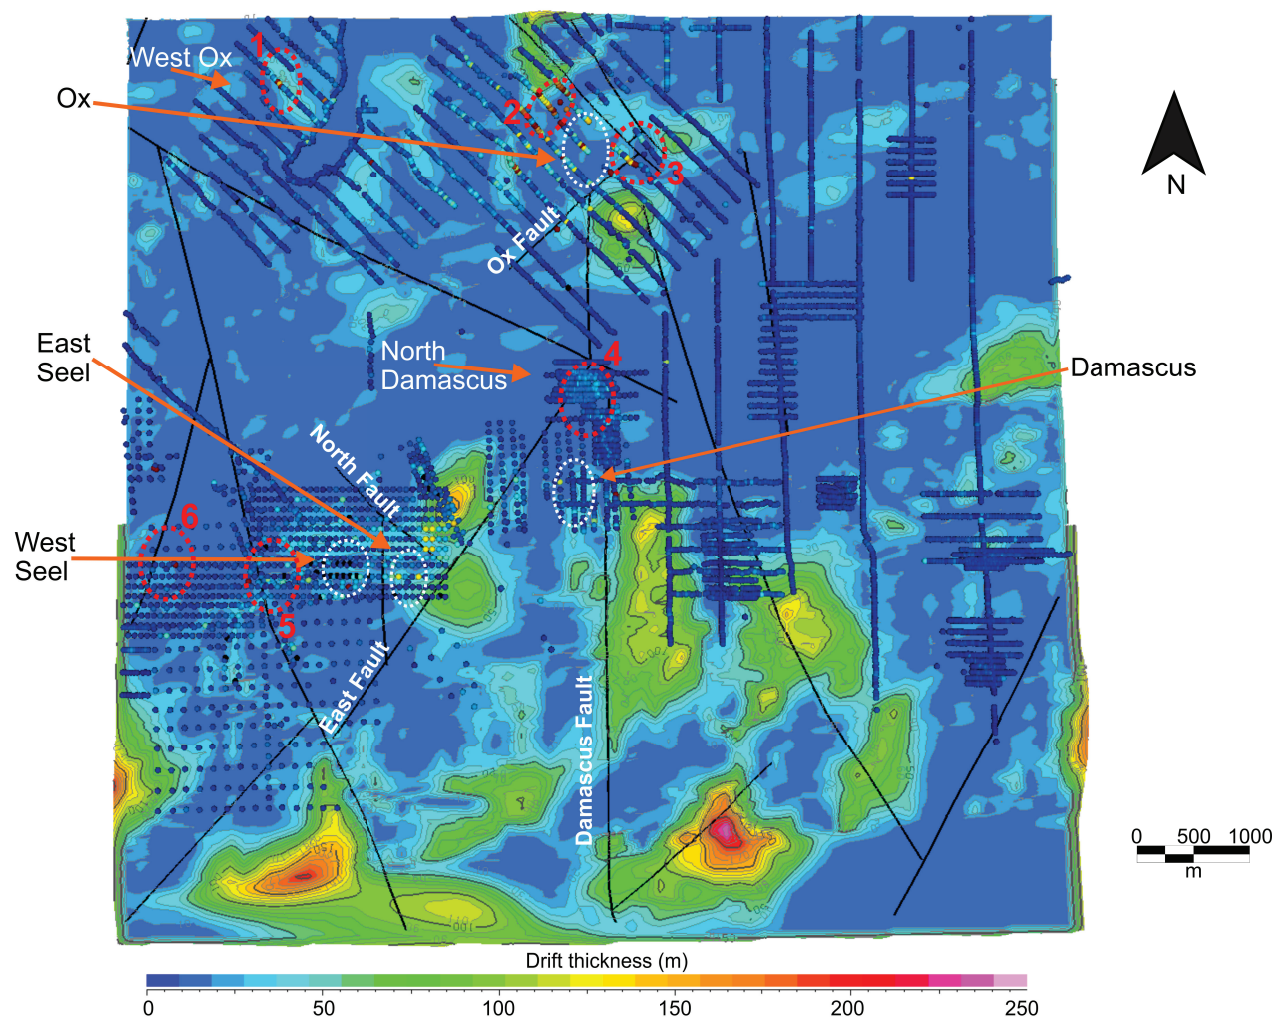 1
West Ox
Ox
2
3
N
Ox Fault
East
Seel
North
Damascus
4
Damascus
North Fault
6
West
Seel
5
East Fault
Damascus Fault
0 500 1000
m
Drift thickness (m)
0 50 100 150 200 250